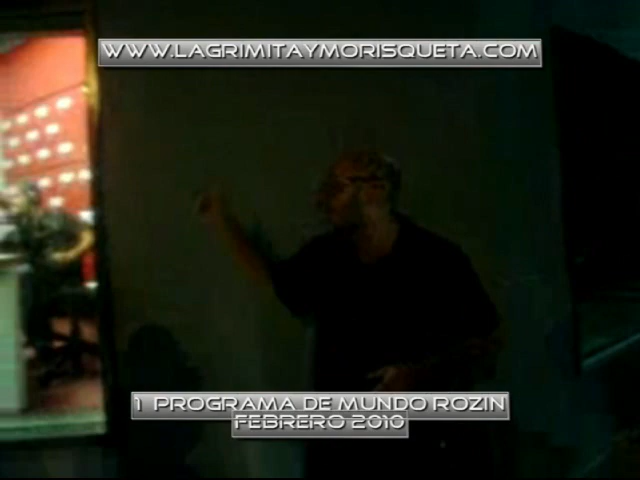 WWW.LAGRIMITAYMORISQUETA.COM
1 PROGRAMA DE MUNDO ROZIN
FEBRERO 2010